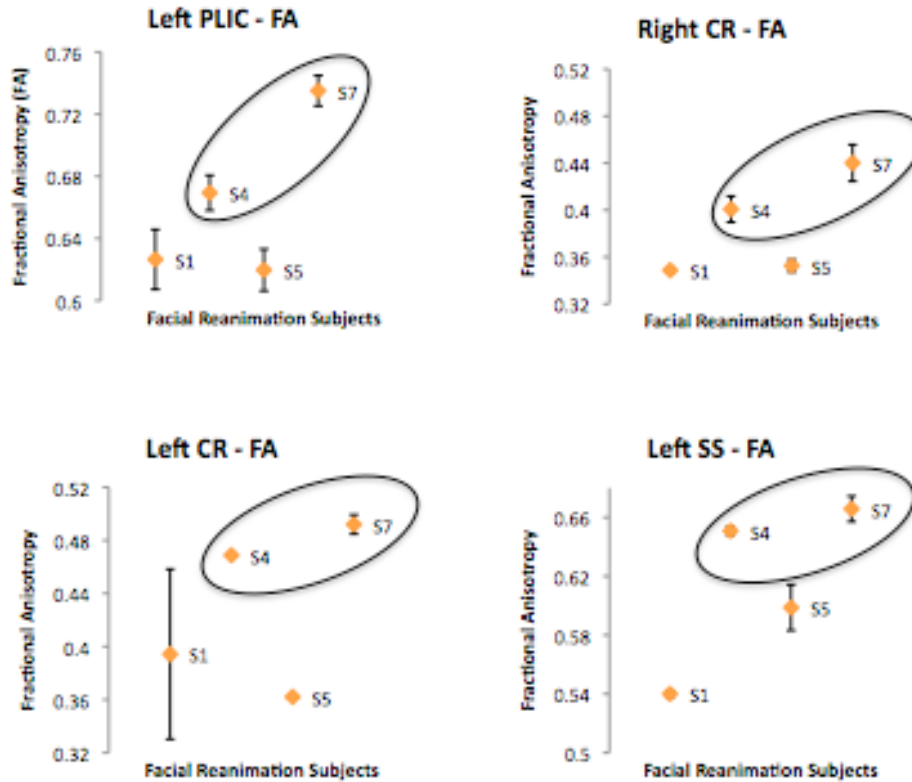 Left PLIC - FA
Fractional Anisotropy (FA)
0.76
0.72
0.68
0.64
0.6
S7
S4
S1
S5
Facial Reanimation Subjects
Right CR - FA
Fractional Anisotropy
0.52
0.48
0.44
0.4
0.36
0.32
S7
S4
S1
S5
Facial Reanimation Subjects
Left CR - FA
Fractional Anisotropy
0.52
0.48
0.44
0.4
0.36
0.32
S7
S4
S1
S5
Facial Reanimation Subjects
Left SS - FA
Fractional Anisotropy
0.66
0.62
0.58
0.54
0.5
S7
S4
S5
S1
Facial Reanimation Subjects